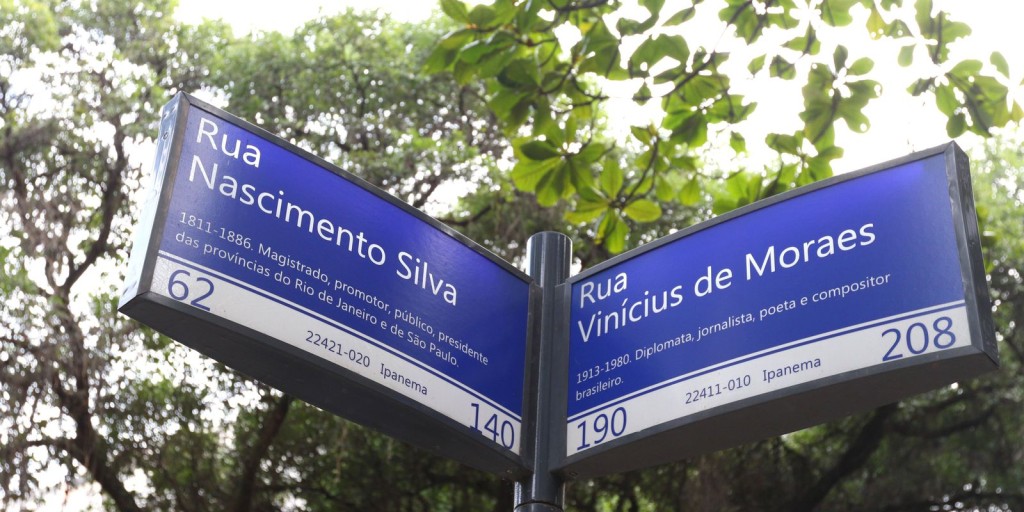 Rua
Nascimento Silva
1811-1886. Magistrado, promotor, público, presidente
das províncias do Rio de Janeiro e de São Paulo.
62
22421-020 Ipanema
140
Rua
Vinícius de Moraes
1913-1980. Diplomata, jornalista, poeta e compositor
brasileiro.
190
22411-010 Ipanema
208